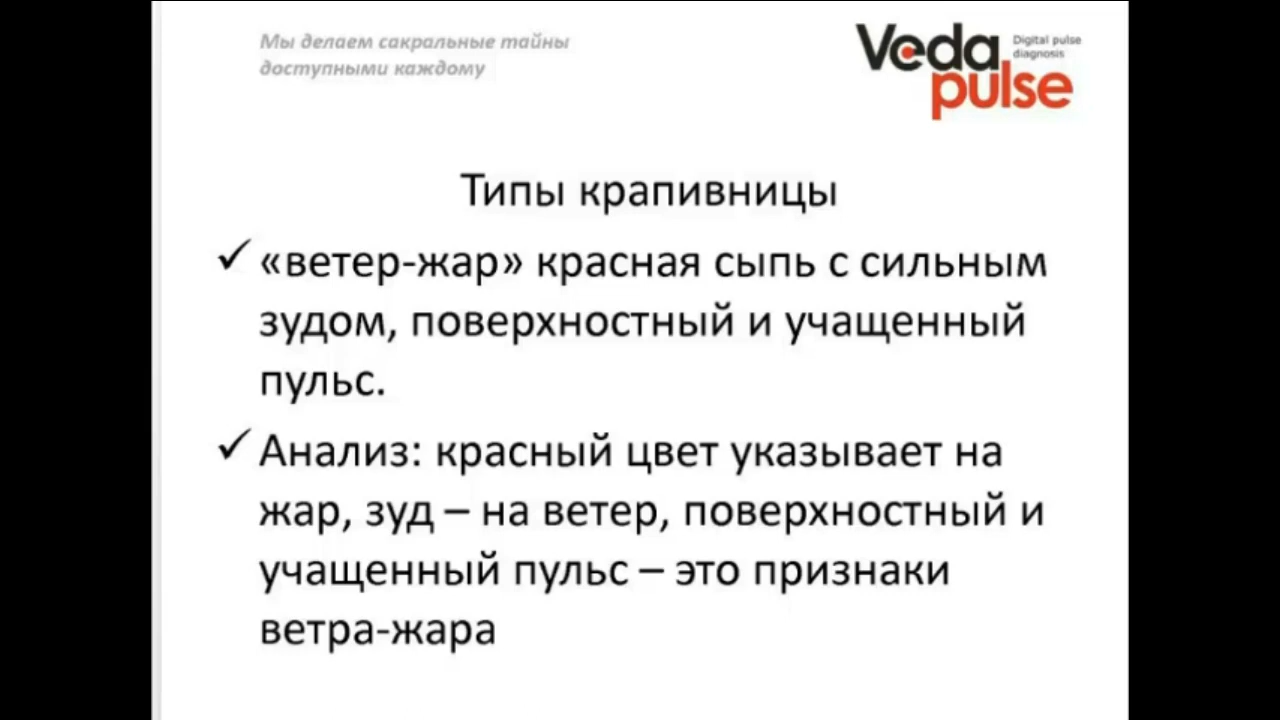 Мы делаем сакральные тайны
доступными каждому
Veda
pulse
Digital pulse
diagnosis
Типы крапивницы
«ветер-жар» красная сыпь с сильным
зудом, поверхностный и учащенный
пульс.
Анализ: красный цвет указывает на
жар, зуд – на ветер, поверхностный и
учащенный пульс – это признаки
ветра-жара